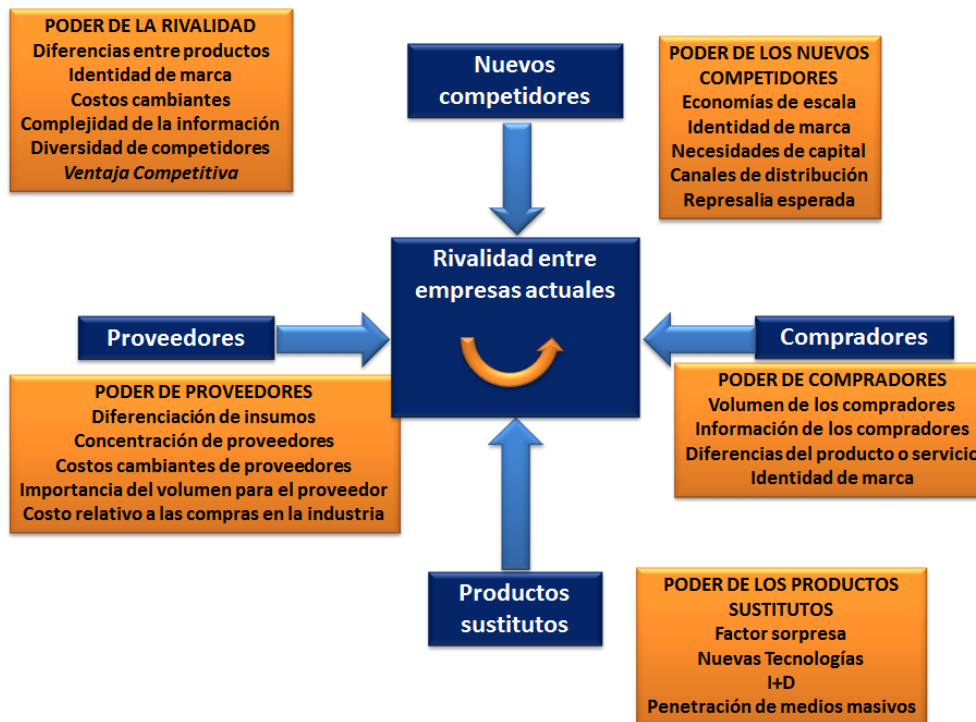 PODER DE LA RIVALIDAD
Diferencias entre productos
Identidad de marca
Costos cambiantes
Complejidad de la información
Diversidad de competidores
Ventaja Competitiva
Nuevos
competidores
PODER DE LOS NUEVOS
COMPETIDORES
Economías de escala
Identidad de marca
Necesidades de capital
Canales de distribución
Represalia esperada
Rivalidad entre
empresas actuales
Proveedores
Compradores
PODER DE PROVEEDORES
Diferenciación de insumos
Concentración de proveedores
Costos cambiantes de proveedores
Importancia del volumen para el proveedor
Costo relativo a las compras en la industria
PODER DE COMPRADORES
Volumen de los compradores
Información de los compradores
Diferencias del producto o servicio
Identidad de marca
Productos
sustitutos
PODER DE LOS PRODUCTOS
SUSTITUTOS
Factor sorpresa
Nuevas Tecnologías
I+D
Penetración de medios masivos